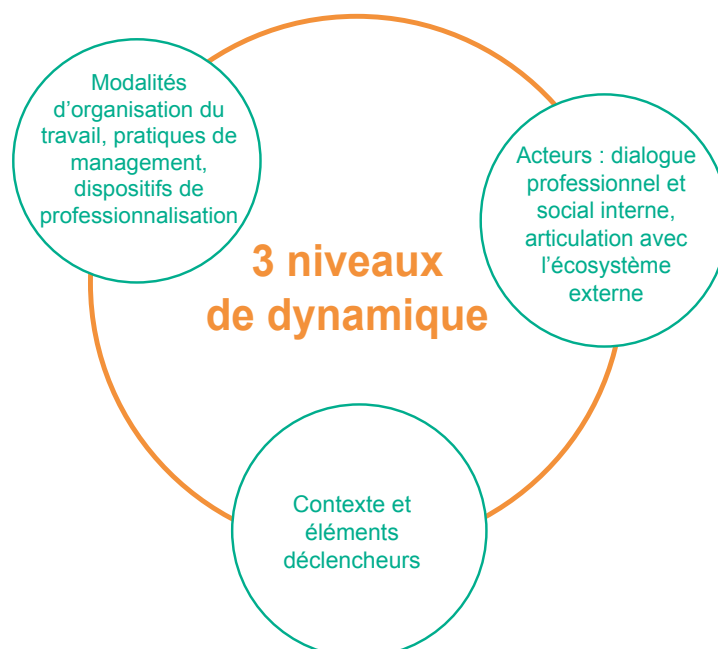 Modalités
d’organisation du
travail, pratiques de
management,
dispositifs de
professionnalisation
Acteurs : dialogue
professionnel et
social interne,
articulation avec
l’écosystème
externe
3 niveaux
de dynamique
Contexte et
éléments
déclencheurs